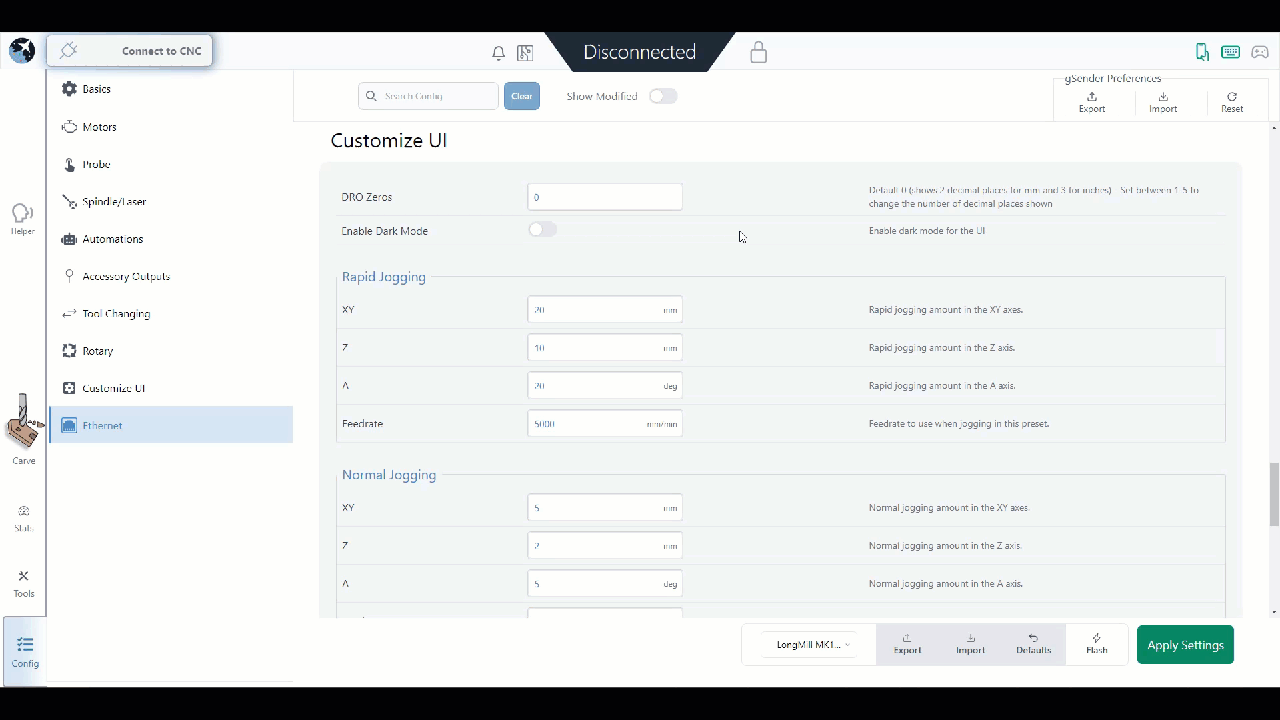 Connect to CNC
Disconnected
Basics
Motors
Probe
Spindle/Laser
Automations
Accessory Outputs
Tool Changing
Rotary
Customize UI
Ethernet
Helper
Carve
Stats
Tools
Config
Search Config
Clear
Show Modified
gSender Preferences
Export
Import
Reset
Customize UI
DRO Zeros
0
Default 0 (shows 2 decimal places for mm and 3 for inches) Set between 1-5 to
change the number of decimal places shown
Enable Dark Mode
Enable dark mode for the UI
Rapid Jogging
XY
20
mm
Rapid jogging amount in the XY axes.
Z
10
mm
Rapid jogging amount in the Z axis.
A
20
deg
Rapid jogging amount in the A axis.
Feedrate
5000
mm/min
Feedrate to use when jogging in this preset.
Normal Jogging
XY
5
mm
Normal jogging amount in the XY axes.
Z
2
mm
Normal jogging amount in the Z axis.
A
5
deg
Normal jogging amount in the A axis.
LongMill MK1...
Export
Import
Defaults
Flash
Apply Settings